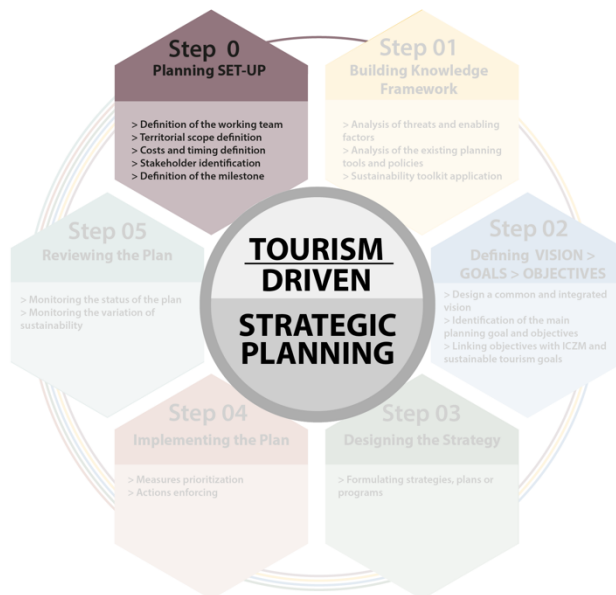 Step 0
Planning SET-UP
> Definition of the working team
> Territorial scope definition
> Costs and timing definition
> Stakeholder identification
> Definition of the milestone
Step 01
Building Knowledge
Framework
> Analysis of threats and enabling
factors
> Analysis of the existing planning
tools and policies
> Sustainability toolkit application
Step 02
Defining VISION >
GOALS > OBJECTIVES
> Design a common and integrated
vision
> Identification of the main
planning goal and objectives
> Linking objectives with ICZM and
sustainable tourism goals
Step 03
Designing the Strategy
> Formulating strategies, plans or
programs
Step 04
Implementing the Plan
> Measures prioritization
> Actions enforcing
Step 05
Reviewing the Plan
> Monitoring the status of the plan
> Monitoring the variation of
sustainability
TOURISM
DRIVEN
STRATEGIC
PLANNING